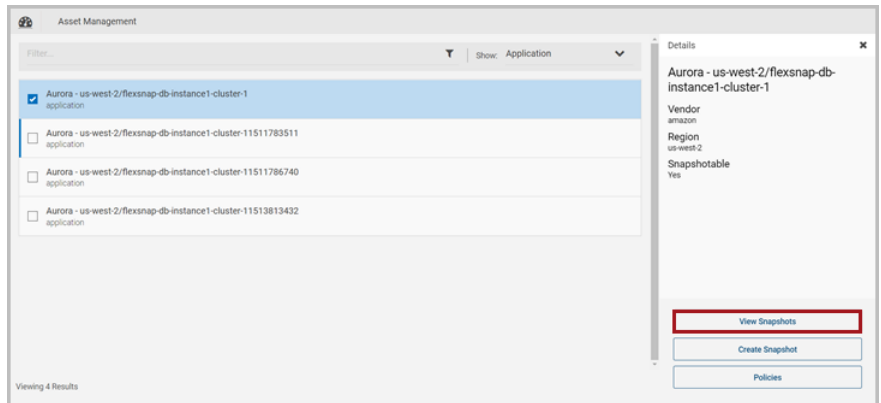 Asset Management
Filter...
Show: Application
Aurora - us-west-2/flexsnap-db-instance1-cluster-1
application
Aurora - us-west-2/flexsnap-db-instance1-cluster-11511783511
application
Aurora - us-west-2/flexsnap-db-instance1-cluster-11511786740
application
Aurora - us-west-2/flexsnap-db-instance1-cluster-11513813432
application
Viewing 4 Results
Details
Aurora - us-west-2/flexsnap-db-
instance1-cluster-1
Vendor
amazon
Region
us-west-2
Snapshotable
Yes
View Snapshots
Create Snapshot
Policies